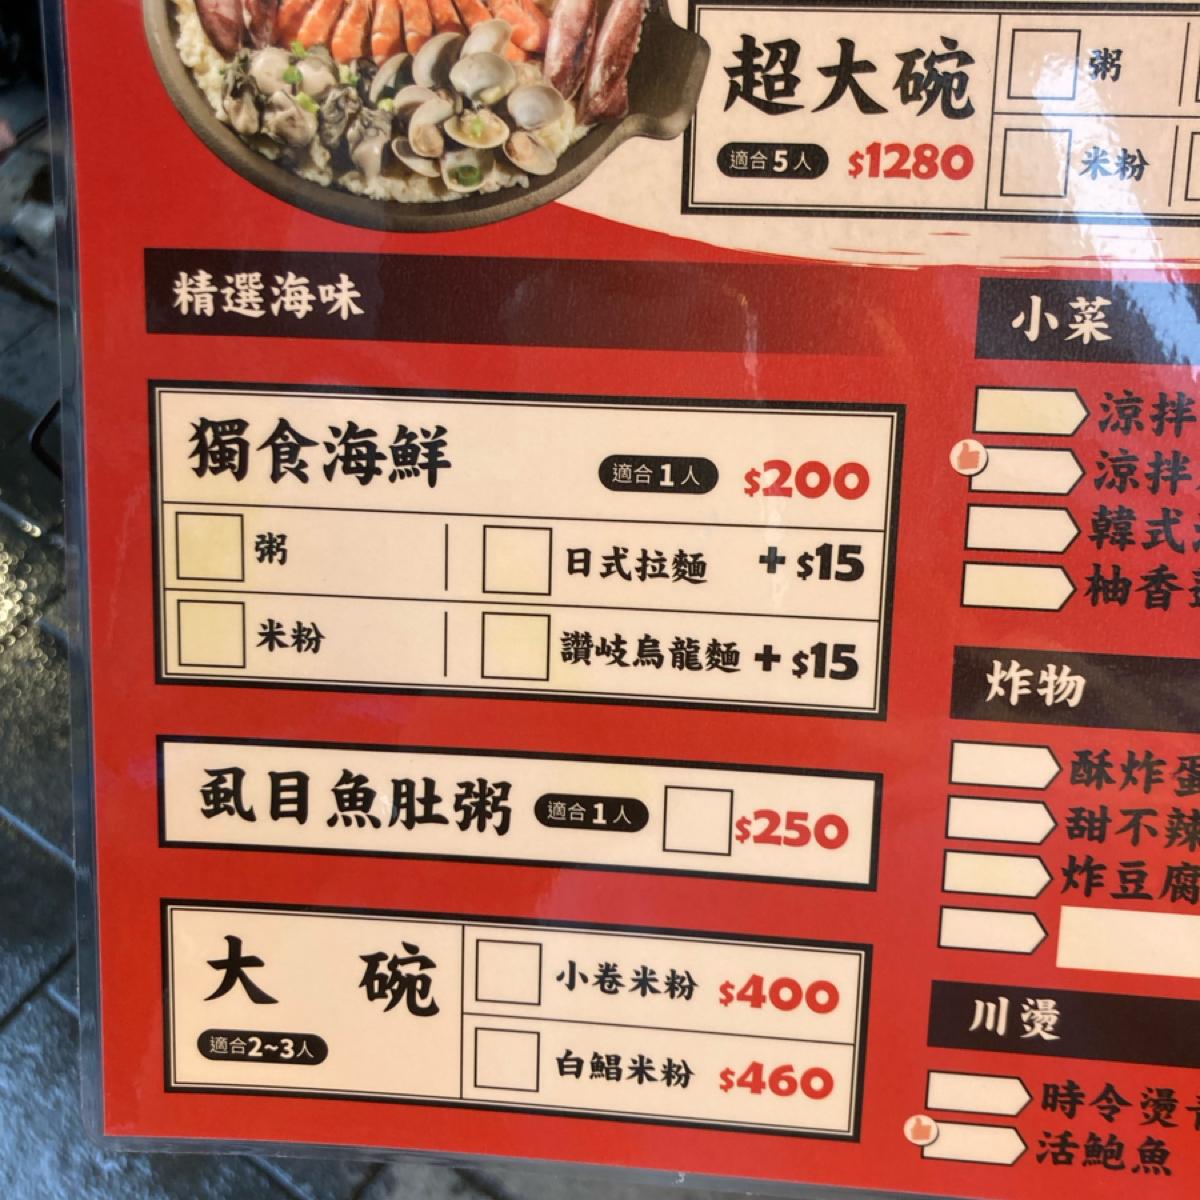 超大碗
適合5人 $1280
粥
米粉
精選海味
獨食海鮮 適合1人 $200
粥
日式拉麵 +$15
米粉
讚岐烏龍麵 +$15
虱目魚肚粥 適合1人 $250
大碗
適合2~3人
小卷米粉 $400
白鯧米粉 $460
小菜
涼拌
涼拌
韓式
柚香
炸物
酥炸蛋
甜不辣
炸豆腐
川燙
時令燙
活鮑魚